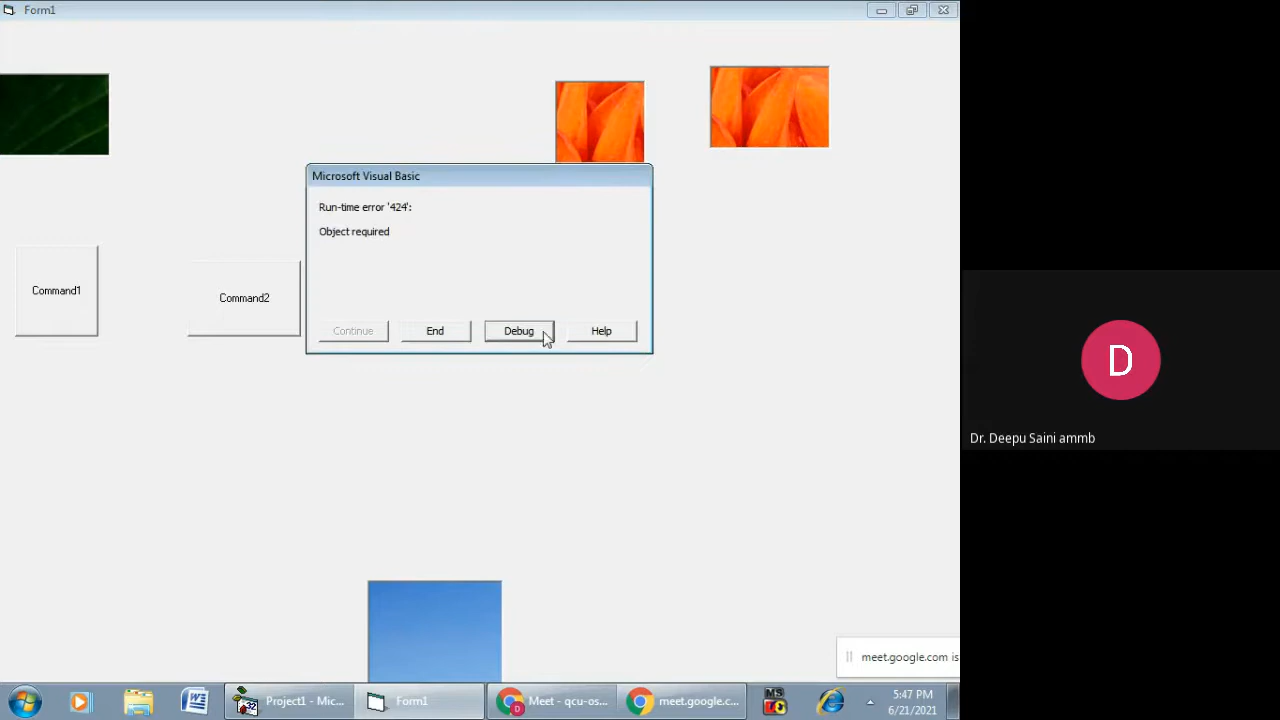 Form1
Microsoft Visual Basic
Run-time error '424':
Object required
Command1
Command2
Continue
End
Debug
Help
D
Dr. Deepu Saini ammb
meet.google.com is
Project1 - Mic...
Form1
Meet - qcu-os...
meet.google.c...
5:47 PM
6/21/2021
32
D
W
MS